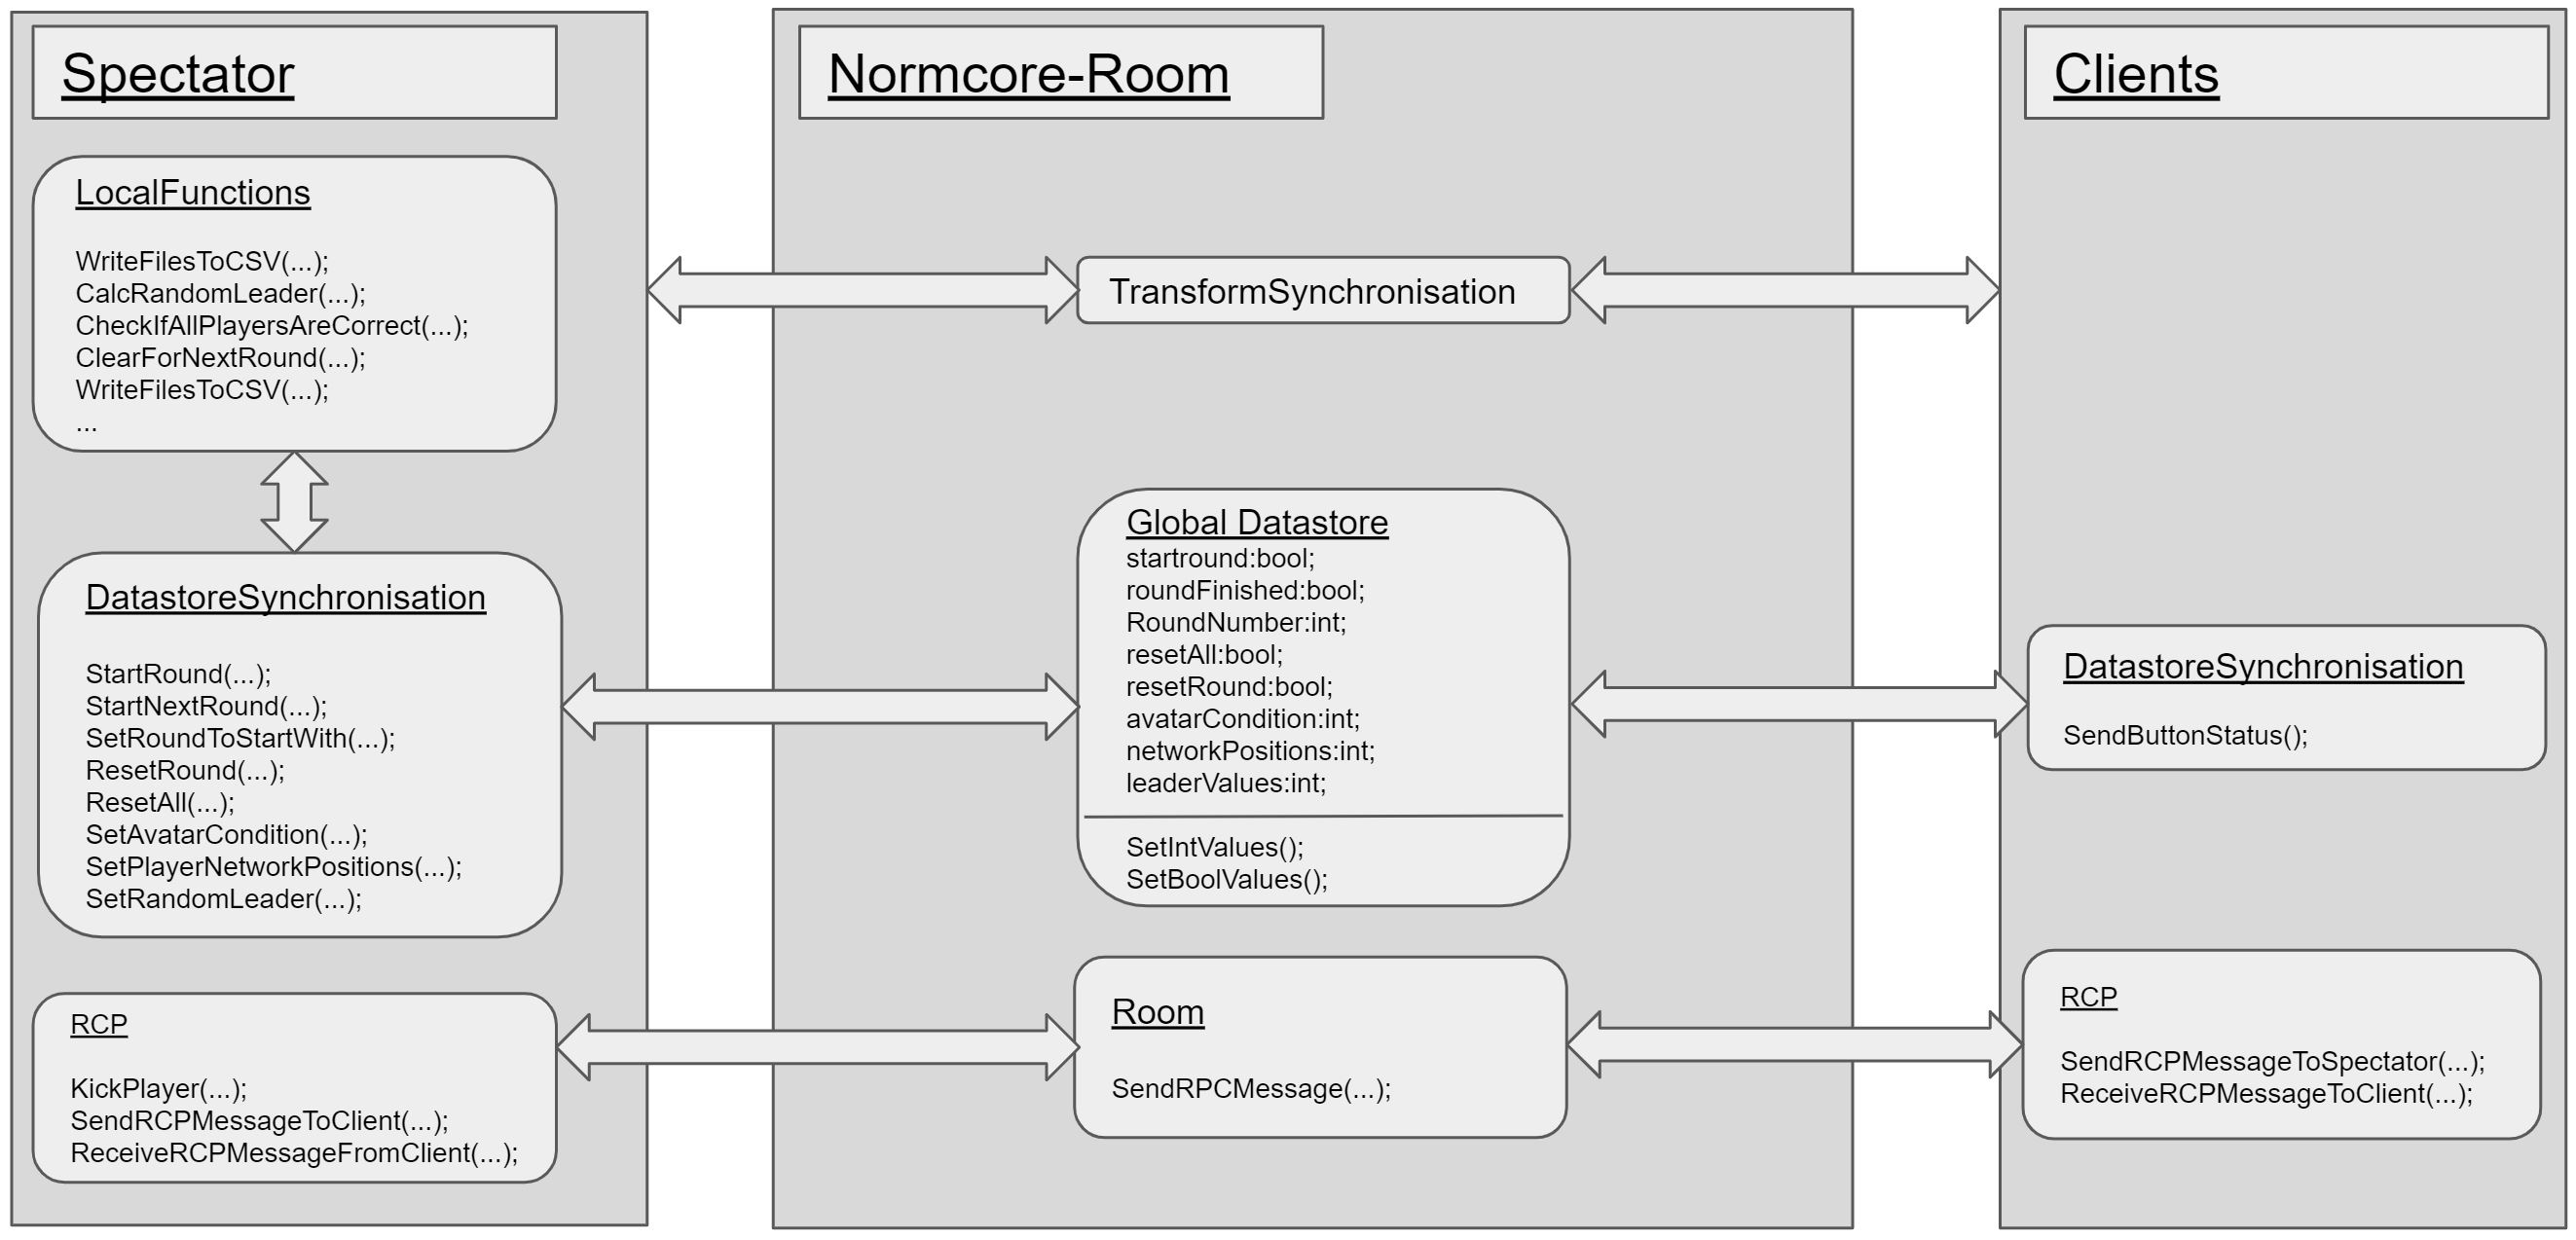 Spectator
LocalFunctions
WriteFilesToCSV(...);
CalcRandomLeader(...);
CheckIfAllPlayersAreCorrect(...);
ClearForNextRound(...);
WriteFilesToCSV(...);
...
DatastoreSynchronisation
StartRound(...);
StartNextRound(...);
SetRoundToStartWith(...);
ResetRound(...);
ResetAll(...);
SetAvatarCondition(...);
SetPlayerNetworkPositions(...);
SetRandomLeader(...);
RCP
KickPlayer(...);
SendRCPMessageToClient(...);
ReceiveRCPMessageFromClient(...);
Normcore-Room
TransformSynchronisation
Global Datastore
startround:bool;
roundFinished:bool;
RoundNumber:int;
resetAll:bool;
resetRound:bool;
avatarCondition:int;
networkPositions:int;
leaderValues:int;
SetIntValues();
SetBoolValues();
Room
SendRPCMessage(...);
Clients
DatastoreSynchronisation
SendButtonStatus();
RCP
SendRCPMessageToSpectator(...);
ReceiveRCPMessageToClient(...);